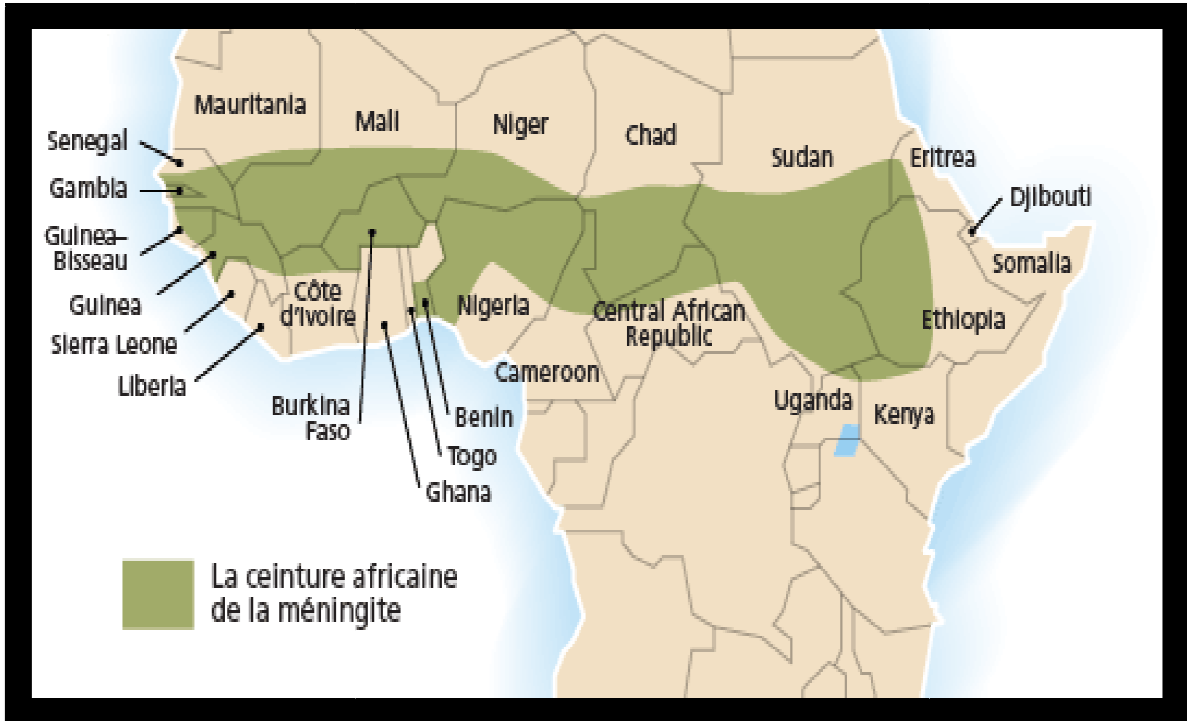 Mauritania
Mali
Niger
Chad
Sudan
Eritrea
Djibouti
Senegal
Gambia
Guinea–
Bisseau
Guinea
Sierra Leone
Liberia
Côte
d'Ivoire
Nigeria
Central African
Republic
Cameroon
Somalia
Ethiopia
Uganda
Kenya
Burkina
Faso
Benin
Togo
Ghana
La ceinture africaine
de la méningite